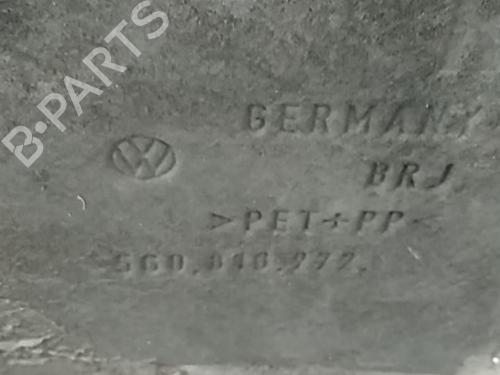 B-PARTS
GERMANY
BRJ
>PET+PP<